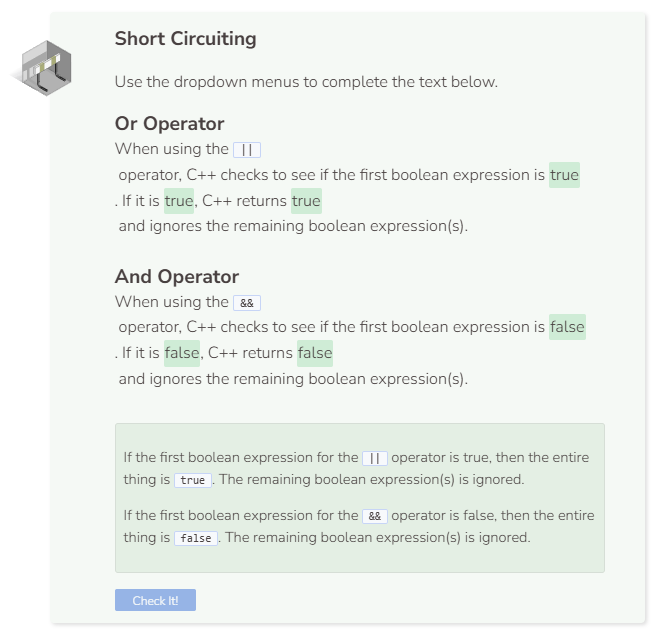 Short Circuiting
Use the dropdown menus to complete the text below.
Or Operator
When using the ||
operator, C++ checks to see if the first boolean expression is true
. If it is true, C++ returns true
and ignores the remaining boolean expression(s).
And Operator
When using the &&
operator, C++ checks to see if the first boolean expression is false
. If it is false, C++ returns false
and ignores the remaining boolean expression(s).
If the first boolean expression for the || operator is true, then the entire
thing is true. The remaining boolean expression(s) is ignored.
If the first boolean expression for the && operator is false, then the entire
thing is false. The remaining boolean expression(s) is ignored.
Check It!